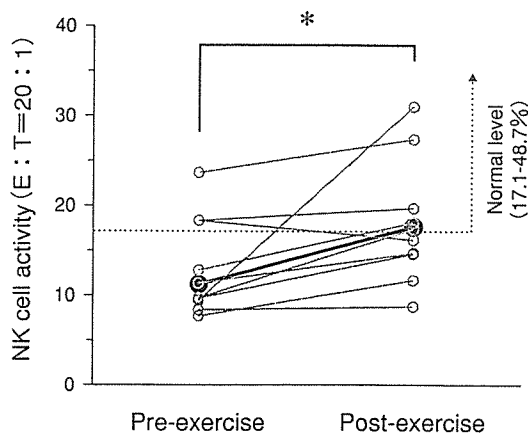 *
40
30
20
10
0
NK cell activity (E：T＝20：1)
Normal level
(17.1-48.7%)
Pre-exercise
Post-exercise